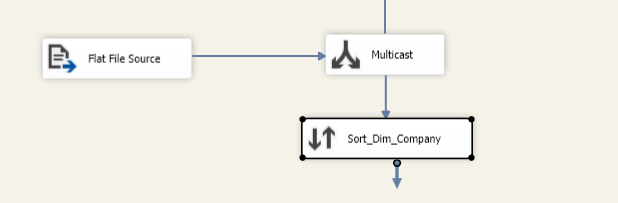 Flat File Source
Multicast
Sort_Dim_Company